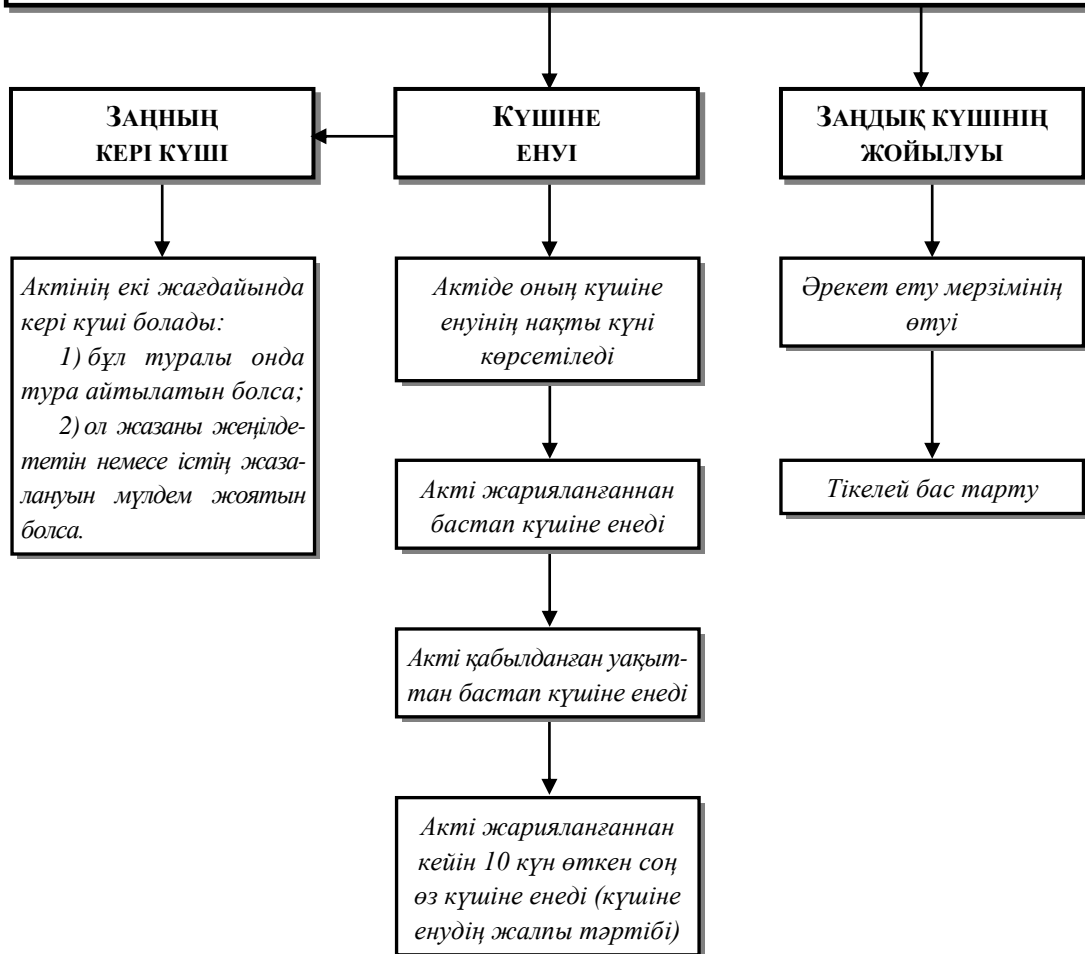 ЗАҢНЫҢ
КЕРІ КҮШІ
КҮШІНЕ
ЕНУІ
ЗАҢДЫҚ КҮШІНІҢ
ЖОЙЫЛУЫ
Актінің екі жағдайында
кері күші болады:
1) бұл туралы онда
тура айтылатын болса;
2) ол жазаны жеңілде-
тетін немесе істің жаза-
лануын мүлдем жоятын
болса.
Актіде оның күшіне
енуінің нақты күні
көрсетіледі
Акті жарияланғаннан
бастап күшіне енеді
Акті қабылданған уақыт-
тан бастап күшіне енеді
Акті жарияланғаннан
кейін 10 күн өткен соң
өз күшіне енеді (күшіне
енудің жалпы тәртібі)
Әрекет ету мерзімінің
өтуі
Тікелей бас тарту